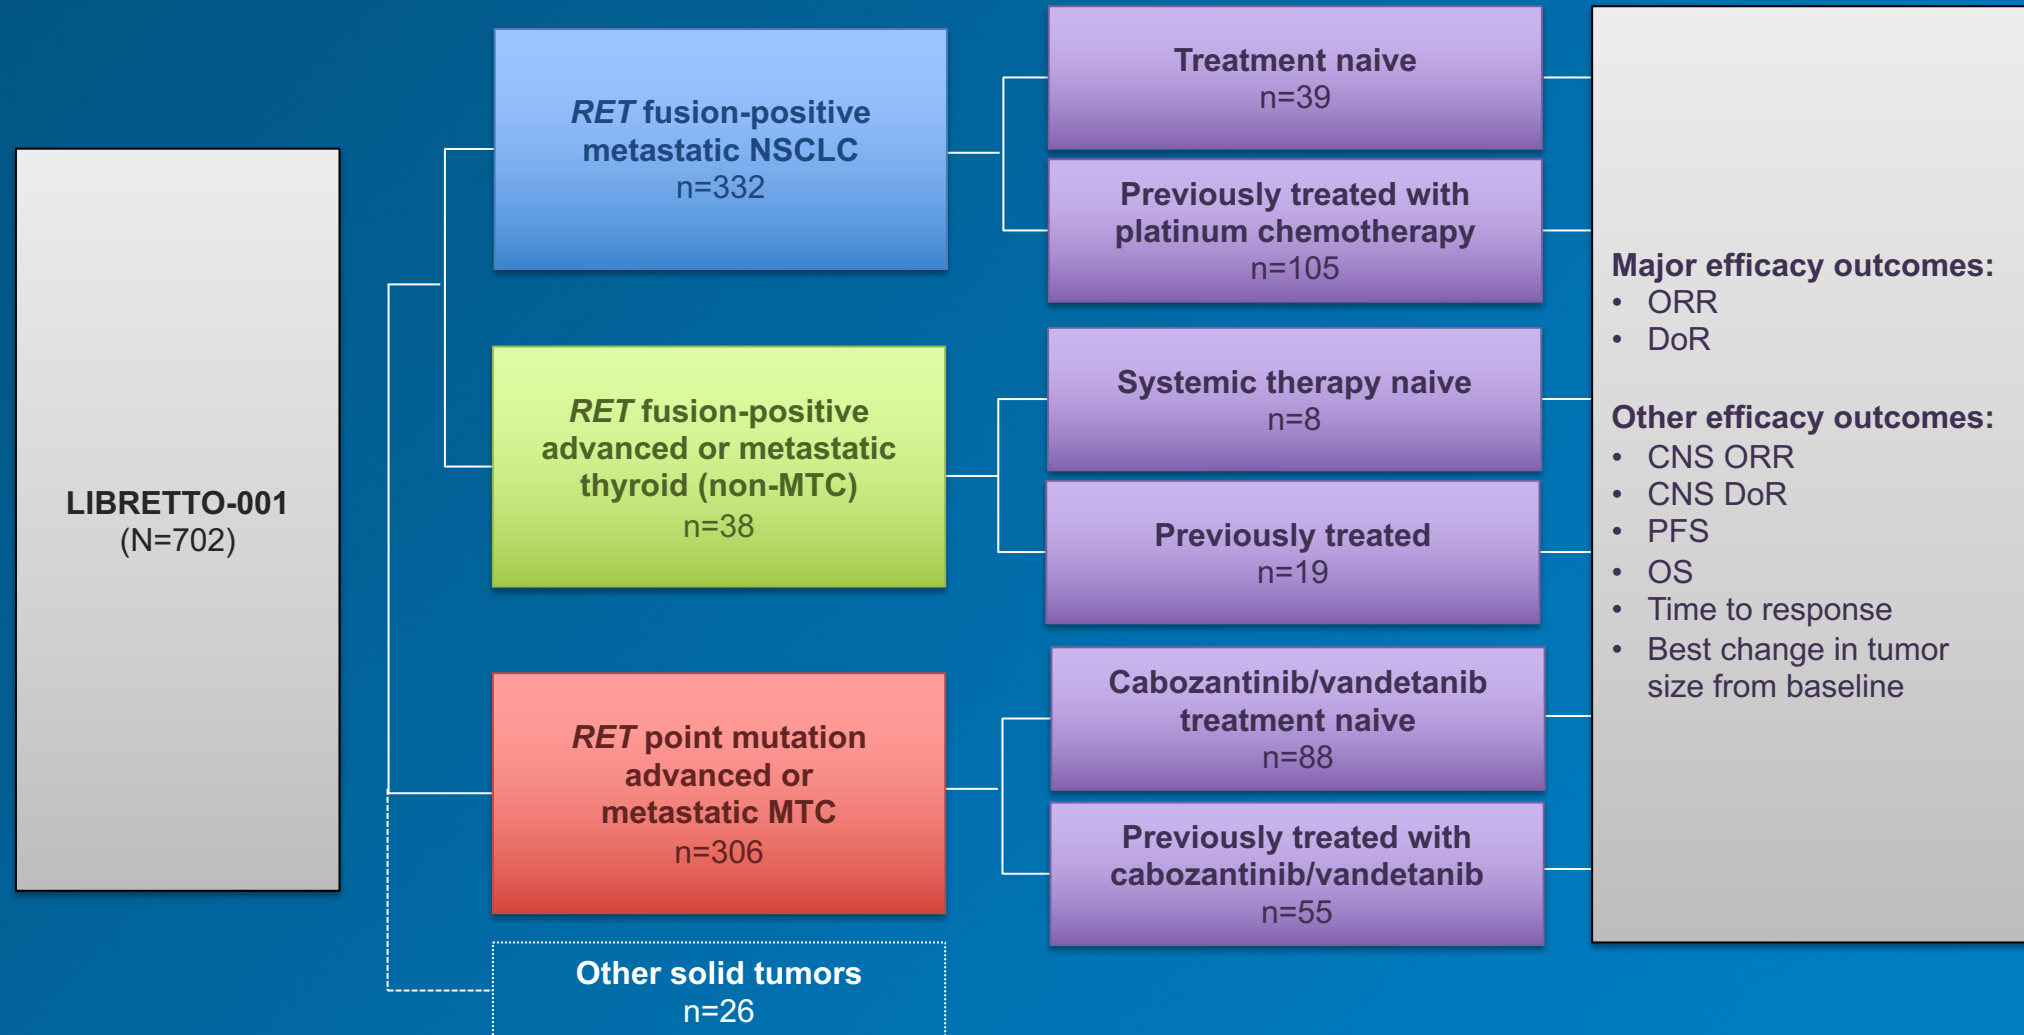 LIBRETTO-001
(N=702)
RET fusion-positive
metastatic NSCLC
n=332
RET fusion-positive
advanced or metastatic
thyroid (non-MTC)
n=38
RET point mutation
advanced or
metastatic MTC
n=306
Other solid tumors
n=26
Treatment naive
n=39
Previously treated with
platinum chemotherapy
n=105
Systemic therapy naive
n=8
Previously treated
n=19
Cabozantinib/vandetanib
treatment naive
n=88
Previously treated with
cabozantinib/vandetanib
n=55
Major efficacy outcomes:
• ORR
• DoR
Other efficacy outcomes:
• CNS ORR
• CNS DoR
• PFS
• OS
• Time to response
• Best change in tumor
size from baseline